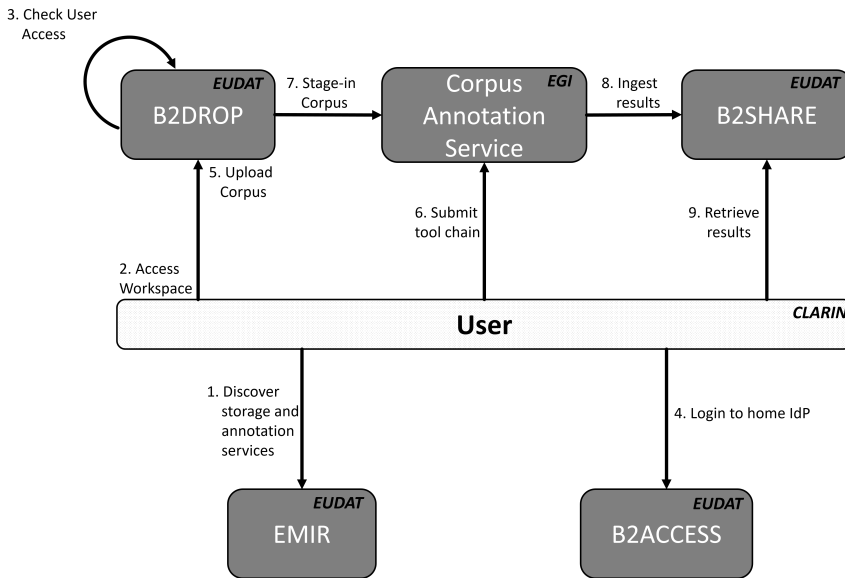 3. Check User
Access
EUDAT
B2DROP
7. Stage-in
Corpus
EGI
Corpus
Annotation
Service
8. Ingest
results
EUDAT
B2SHARE
5. Upload
Corpus
6. Submit
tool chain
9. Retrieve
results
2. Access
Workspace
CLARIN
User
1. Discover
storage and
annotation
services
4. Login to home IdP
EUDAT
EMIR
EUDAT
B2ACCESS